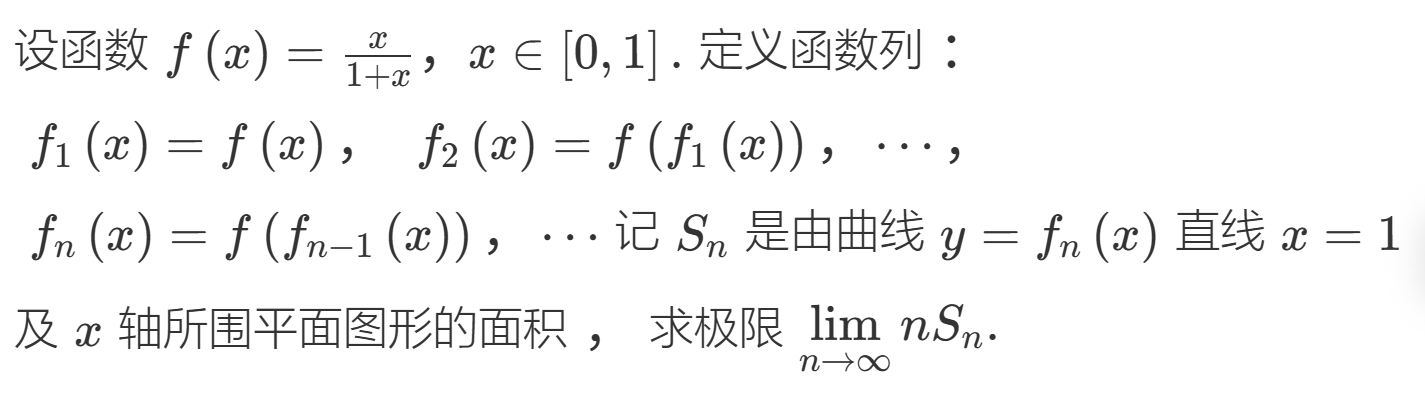 设函数 f (x) = \frac{x}{1+x}，x ∈ [0, 1] . 定义函数列：
f₁ (x) = f (x)， f₂ (x) = f (f₁ (x))，⋯，
fₙ (x) = f (fₙ₋₁ (x))，⋯ 记 Sₙ 是由曲线 y = fₙ (x) 直线 x = 1
及 x 轴所围平面图形的面积， 求极限 \lim_{n→∞} nSₙ.